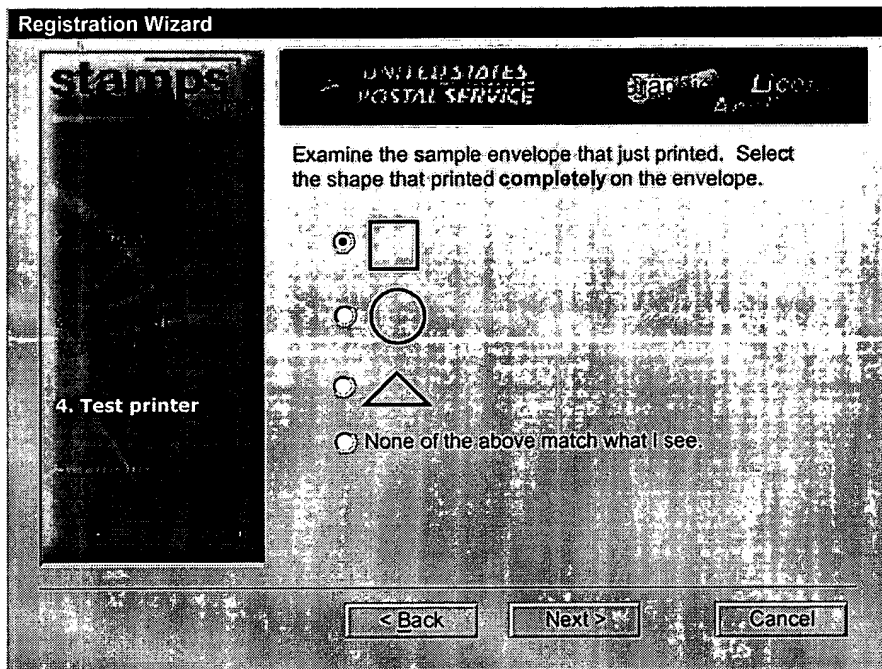 Registration Wizard
stamps
UNITED STATES
POSTAL SERVICE
Examine the sample envelope that just printed. Select
the shape that printed completely on the envelope.
4. Test printer
None of the above match what I see.
< Back
Next >
Cancel